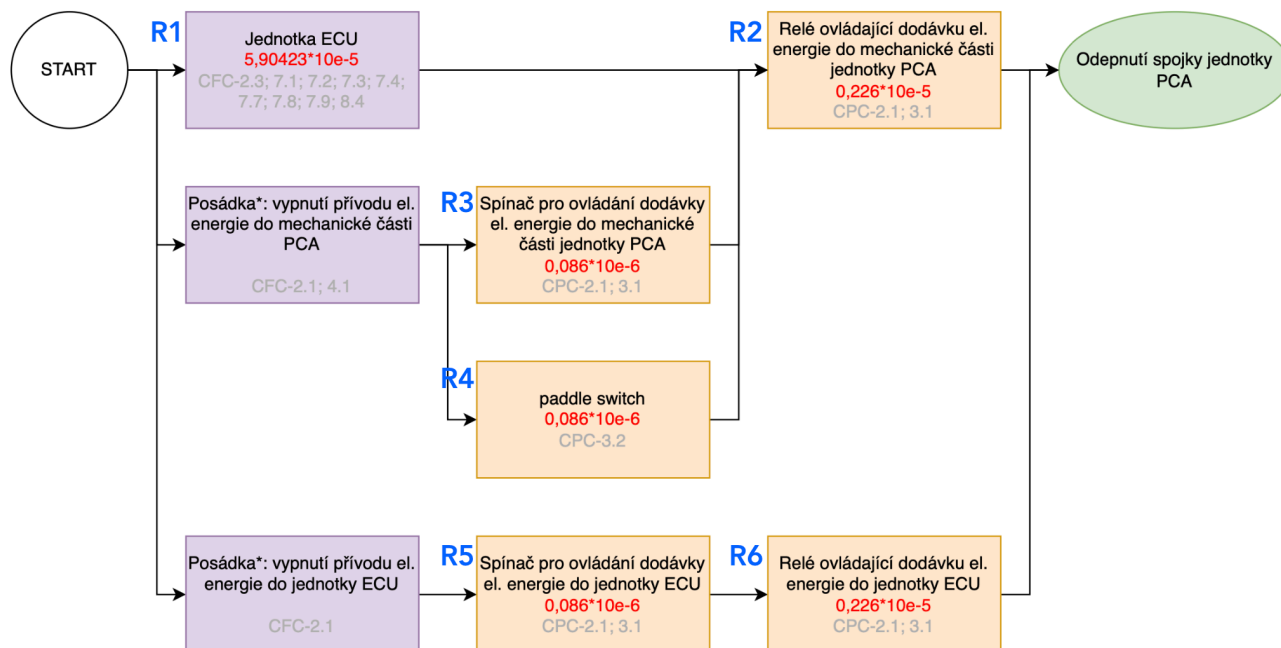 START
R1
Jednotka ECU
5,90423*10e-5
CFC-2.3; 7.1; 7.2; 7.3; 7.4;
7.7; 7.8; 7.9; 8.4
R2
Relé ovládající dodávku el.
energie do mechanické části
jednotky PCA
0,226*10e-5
CPC-2.1; 3.1
Odepnutí spojky jednotky
PCA
Posádka*: vypnutí přívodu el.
energie do mechanické části
PCA
CFC-2.1; 4.1
R3
Spínač pro ovládání dodávky
el. energie do mechanické
části jednotky PCA
0,086*10e-6
CPC-2.1; 3.1
R4
paddle switch
0,086*10e-6
CPC-3.2
Posádka*: vypnutí přívodu el.
energie do jednotky ECU
CFC-2.1
R5
Spínač pro ovládání dodávky
el. energie do jednotky ECU
0,086*10e-6
CPC-2.1; 3.1
R6
Relé ovládající dodávku el.
energie do jednotky ECU
0,226*10e-5
CPC-2.1; 3.1